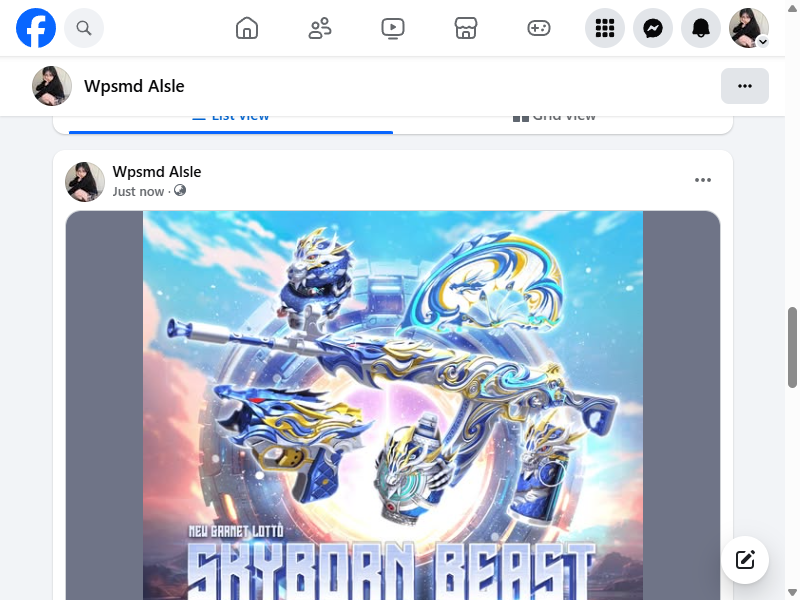 Wpsmd Alsle
List view
Grid view
Wpsmd Alsle
Just now ·
NEW GARNET LOTTO
SKYBORN BEAST